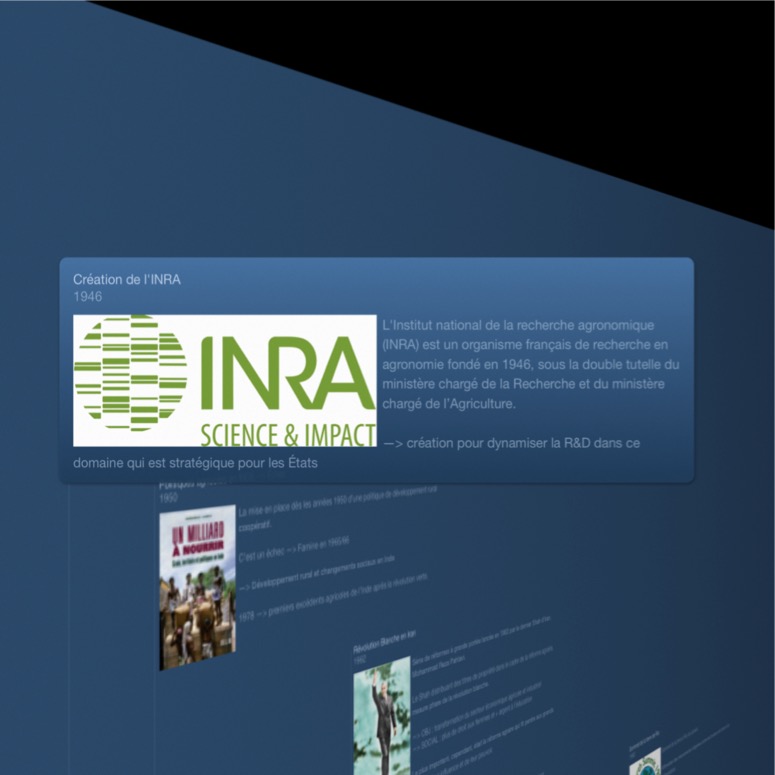 Création de l'INRA
1946
INRA
SCIENCE & IMPACT
L'Institut national de la recherche agronomique
(INRA) est un organisme français de recherche en
agronomie fondé en 1946, sous la double tutelle du
ministère chargé de la Recherche et du ministère
chargé de l'Agriculture.
—> création pour dynamiser la R&D dans ce
domaine qui est stratégique pour les États
1950
UN MILLIARD
À NOURRIR
La mise en place dès les années 1950 d'une politique de développement rural
coopératif.
C'est un échec —> Famine en 1965/66
—> Développement rural et changements sociaux en Inde
1978 —> premiers excédents agricoles de l'Inde après la révolution verte
Révolution Blanche en Iran